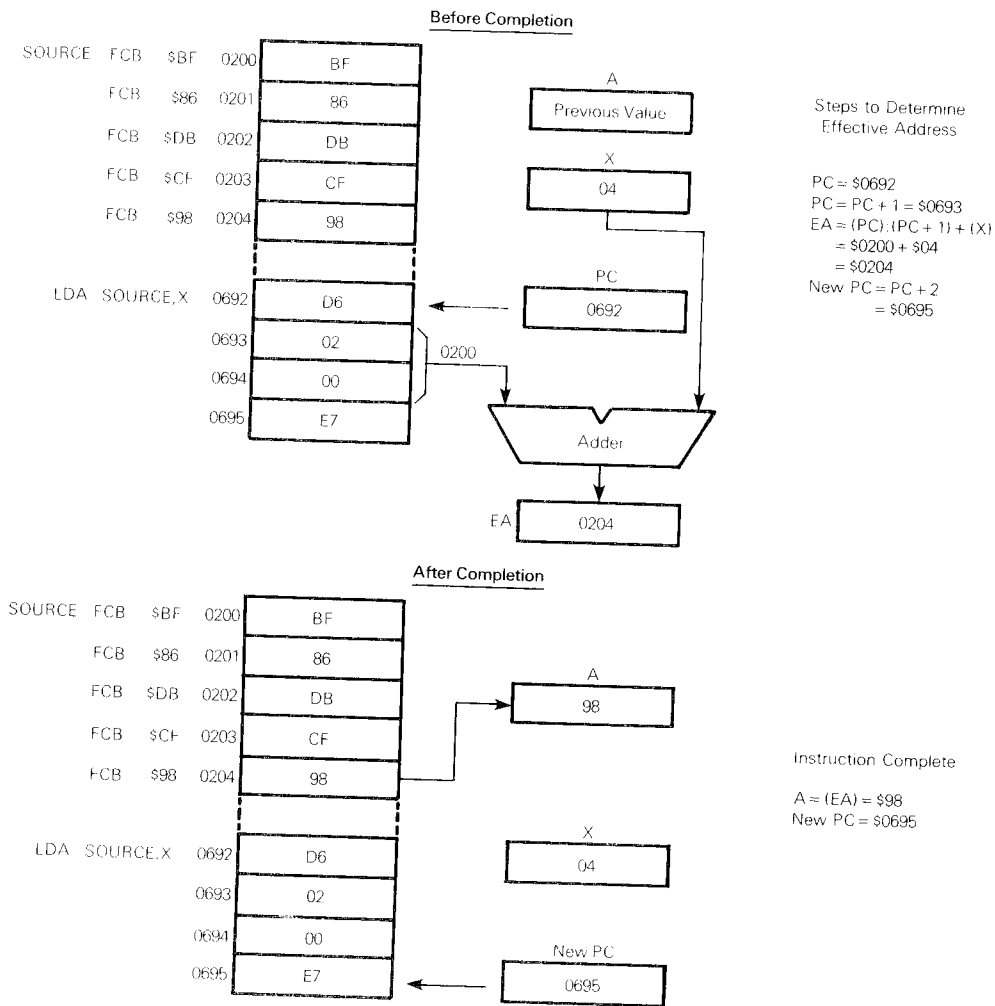 Before Completion
SOURCE FCB $BF 0200 BF
FCB $86 0201 86
FCB $DB 0202 DB
FCB $CF 0203 CF
FCB $98 0204 98
LDA SOURCE,X 0692 D6
0693 02
0694 00
0695 E7
0200
A
Previous Value
X
04
PC
0692
Adder
EA 0204
Steps to Determine
Effective Address
PC = $0692
PC = PC + 1 = $0693
EA = (PC):(PC + 1) + (X)
= $0200 + $04
= $0204
New PC = PC + 2
= $0695
After Completion
SOURCE FCB $BF 0200 BF
FCB $86 0201 86
FCB $DB 0202 DB
FCB $CF 0203 CF
FCB $98 0204 98
LDA SOURCE,X 0692 D6
0693 02
0694 00
0695 E7
A
98
X
04
New PC
0695
Instruction Complete
A = (EA) = $98
New PC = $0695